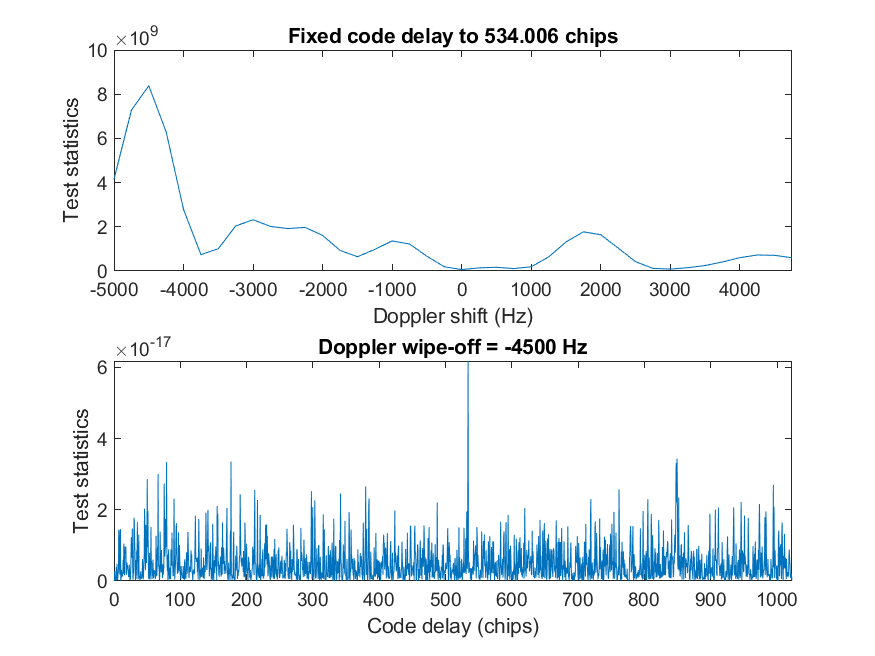 ×10^9
Fixed code delay to 534.006 chips
10
8
6
4
2
0
Test statistics
-5000 -4000 -3000 -2000 -1000 0 1000 2000 3000 4000
Doppler shift (Hz)
×10^-17
Doppler wipe-off = -4500 Hz
6
4
2
0
Test statistics
0 100 200 300 400 500 600 700 800 900 1000
Code delay (chips)